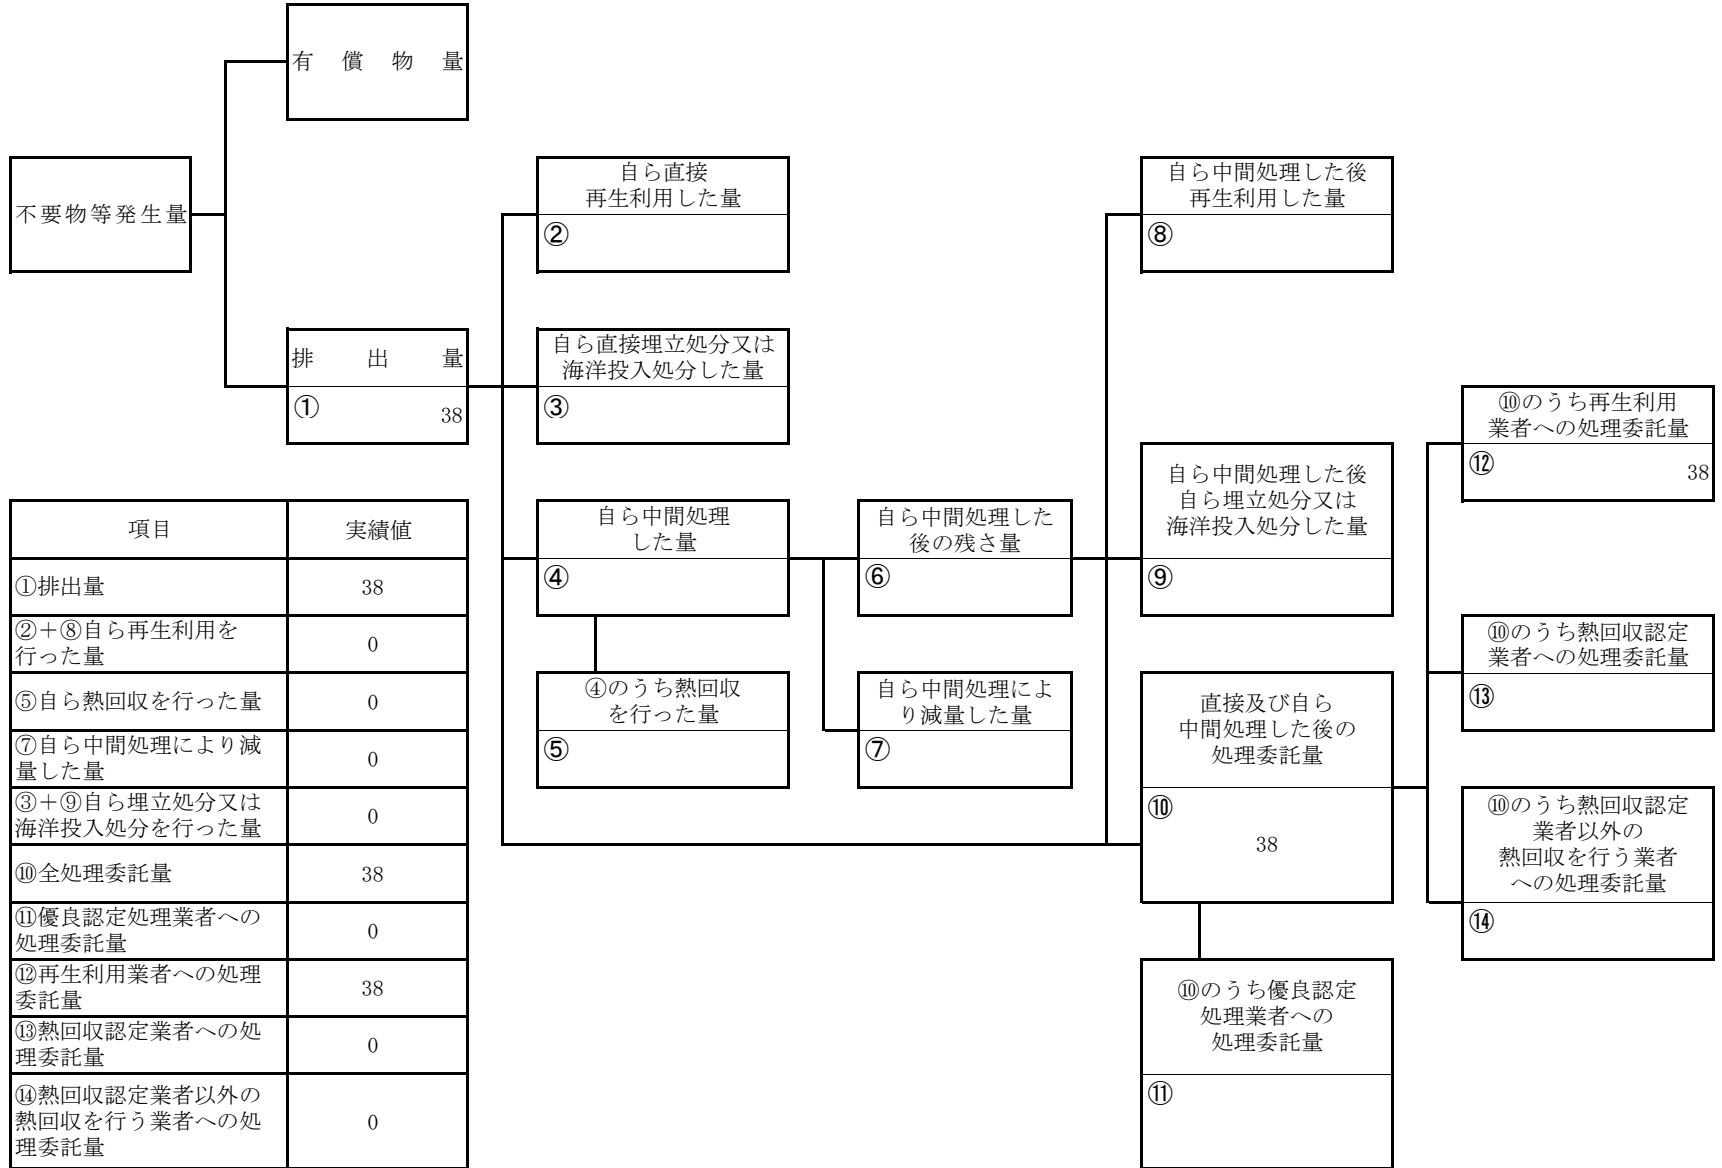 有償物量
不要物等発生量
排出量
① 38
自ら直接
再生利用した量
②
自ら直接埋立処分又は
海洋投入処分した量
③
自ら中間処理
した量
④
④のうち熱回収
を行った量
⑤
自ら中間処理した
後の残さ量
⑥
自ら中間処理によ
り減量した量
⑦
自ら中間処理した後
再生利用した量
⑧
自ら中間処理した後
自ら埋立処分又は
海洋投入処分した量
⑨
直接及び自ら
中間処理した後の
処理委託量
⑩
38
⑩のうち優良認定
処理業者への
処理委託量
⑪
⑩のうち再生利用
業者への処理委託量
⑫ 38
⑩のうち熱回収認定
業者への処理委託量
⑬
⑩のうち熱回収認定
業者以外の
熱回収を行う業者
への処理委託量
⑭
項目 実績値
①排出量 38
②＋⑧自ら再生利用を
行った量 0
⑤自ら熱回収を行った量 0
⑦自ら中間処理により減
量した量 0
③＋⑨自ら埋立処分又は
海洋投入処分を行った量 0
⑩全処理委託量 38
⑪優良認定処理業者への
処理委託量 0
⑫再生利用業者への処理
委託量 38
⑬熱回収認定業者への処
理委託量 0
⑭熱回収認定業者以外の
熱回収を行う業者への処
理委託量 0